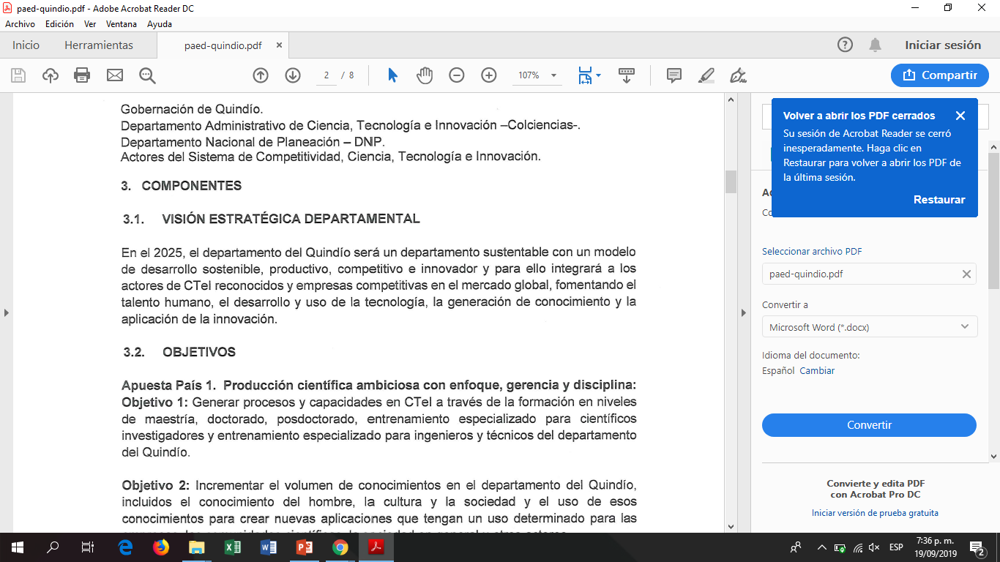 paed-quindio.pdf - Adobe Acrobat Reader DC
Archivo Edición Ver Ventana Ayuda
Inicio Herramientas paed-quindio.pdf × Iniciar sesión
2 / 8 107% Compartir
Gobernación de Quindío.
Departamento Administrativo de Ciencia, Tecnología e Innovación –Colciencias-.
Departamento Nacional de Planeación – DNP.
Actores del Sistema de Competitividad, Ciencia, Tecnología e Innovación.
3. COMPONENTES
3.1. VISIÓN ESTRATÉGICA DEPARTAMENTAL
En el 2025, el departamento del Quindío será un departamento sustentable con un modelo
de desarrollo sostenible, productivo, competitivo e innovador y para ello integrará a los
actores de CTeI reconocidos y empresas competitivas en el mercado global, fomentando el
talento humano, el desarrollo y uso de la tecnología, la generación de conocimiento y la
aplicación de la innovación.
3.2. OBJETIVOS
Apuesta País 1. Producción científica ambiciosa con enfoque, gerencia y disciplina:
Objetivo 1: Generar procesos y capacidades en CTeI a través de la formación en niveles
de maestría, doctorado, posdoctorado, entrenamiento especializado para científicos
investigadores y entrenamiento especializado para ingenieros y técnicos del departamento
del Quindío.
Objetivo 2: Incrementar el volumen de conocimientos en el departamento del Quindío,
incluidos el conocimiento del hombre, la cultura y la sociedad y el uso de esos
conocimientos para crear nuevas aplicaciones que tengan un uso determinado para las
Volver a abrir los PDF cerrados
Su sesión de Acrobat Reader se cerró
inesperadamente. Haga clic en
Restaurar para volver a abrir los PDF de
la última sesión.
Restaurar
Seleccionar archivo PDF
paed-quindio.pdf
Convertir a
Microsoft Word (*.docx)
Idioma del documento:
Español Cambiar
Convertir
Convierte y edita PDF
con Acrobat Pro DC
Iniciar versión de prueba gratuita
ESP
7:36 p. m.
19/09/2019
2